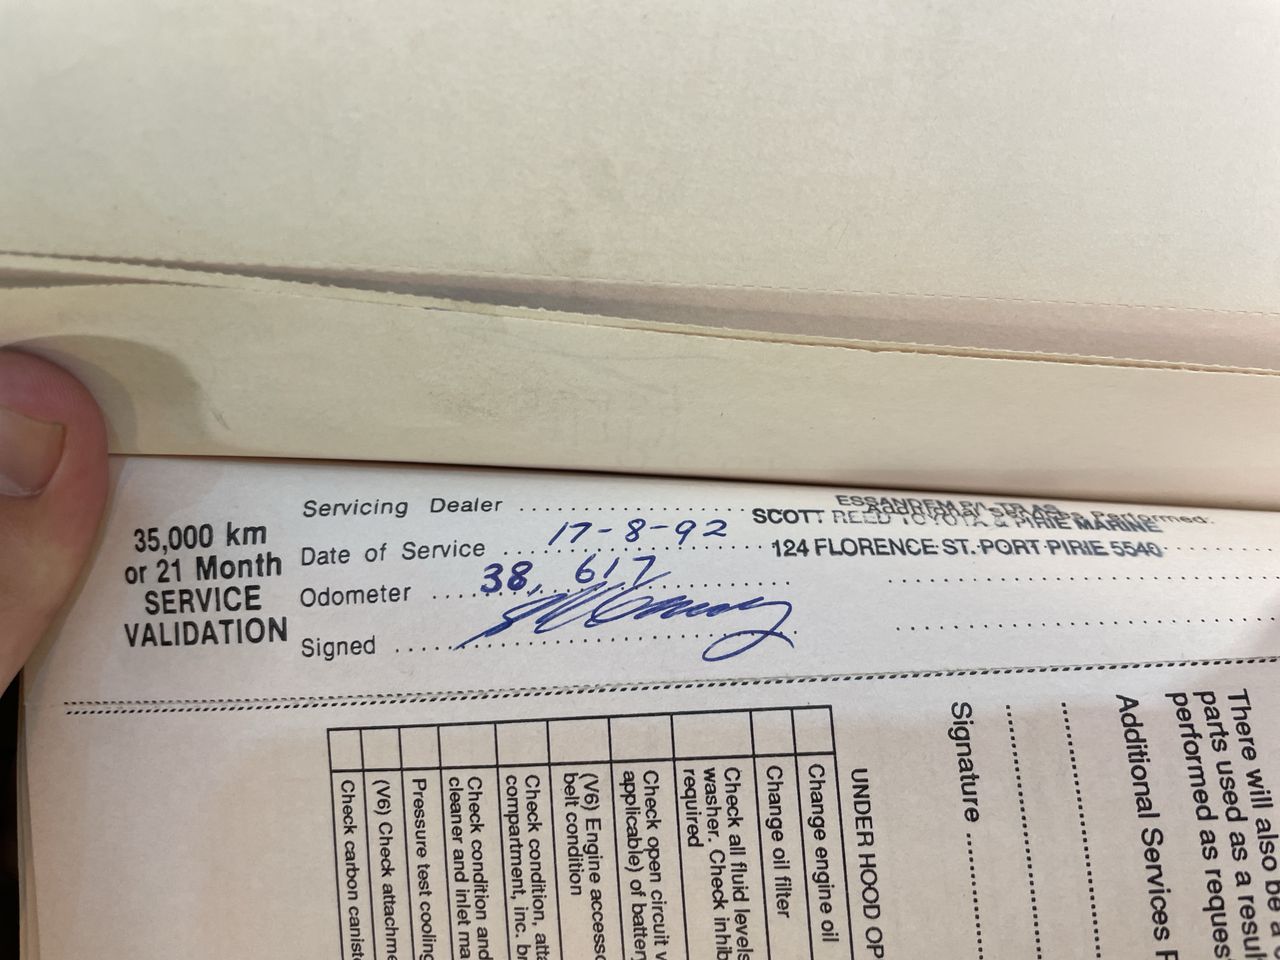 35,000 km
or 21 Month
SERVICE
VALIDATION
Servicing Dealer
Date of Service 17-8-92
Odometer 38,617
Signed
SCOTT REED TOYOTA & PIRIE MARINE
124 FLORENCE ST. PORT PIRIE 5540
There will also be a
parts used as a resul
performed as reques
Additional Services P
Signature
UNDER HOOD OP
Change engine oil
Change oil filter
Check all fluid levels
washer. Check inhib
required
Check open circuit v
applicable) of batter
(V6) Engine accesso
belt condition
Check condition, atta
compartment, inc. br
Check condition and
cleaner and inlet ma
Pressure test cooling
(V6) Check attachme
Check carbon caniste